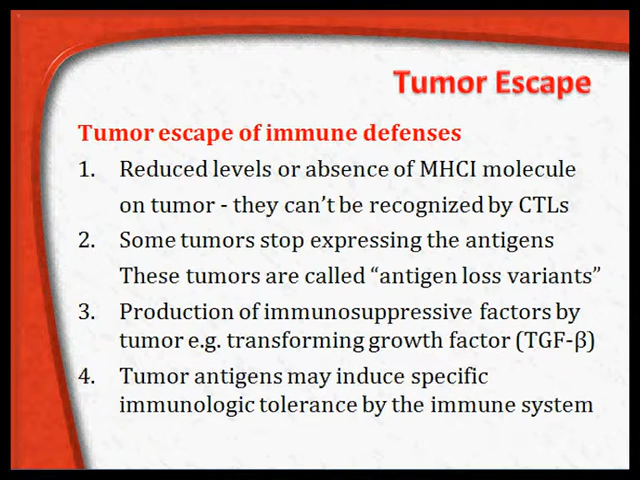 Tumor Escape
Tumor escape of immune defenses
1. Reduced levels or absence of MHCI molecule
on tumor - they can't be recognized by CTLs
2. Some tumors stop expressing the antigens
These tumors are called “antigen loss variants”
3. Production of immunosuppressive factors by
tumor e.g. transforming growth factor (TGF-β)
4. Tumor antigens may induce specific
immunologic tolerance by the immune system